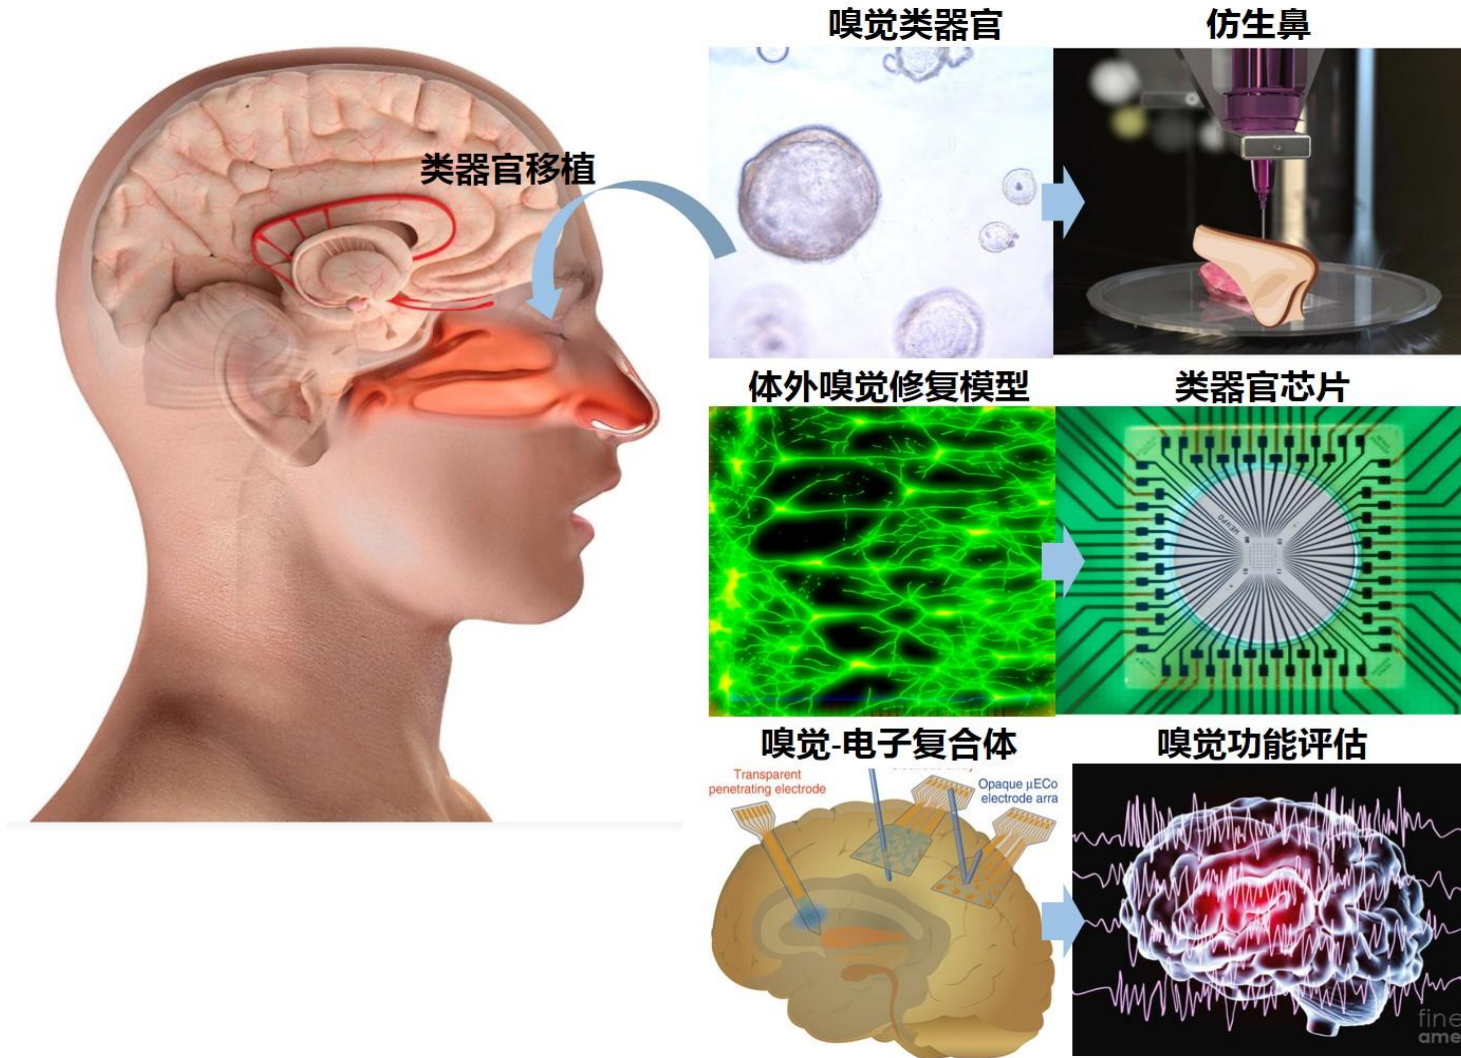 嗅觉类器官
仿生鼻
类器官移植
体外嗅觉修复模型
类器官芯片
嗅觉-电子复合体
嗅觉功能评估
Transparent
penetrating electrode
Opaque μECo
electrode arra
fine
ame